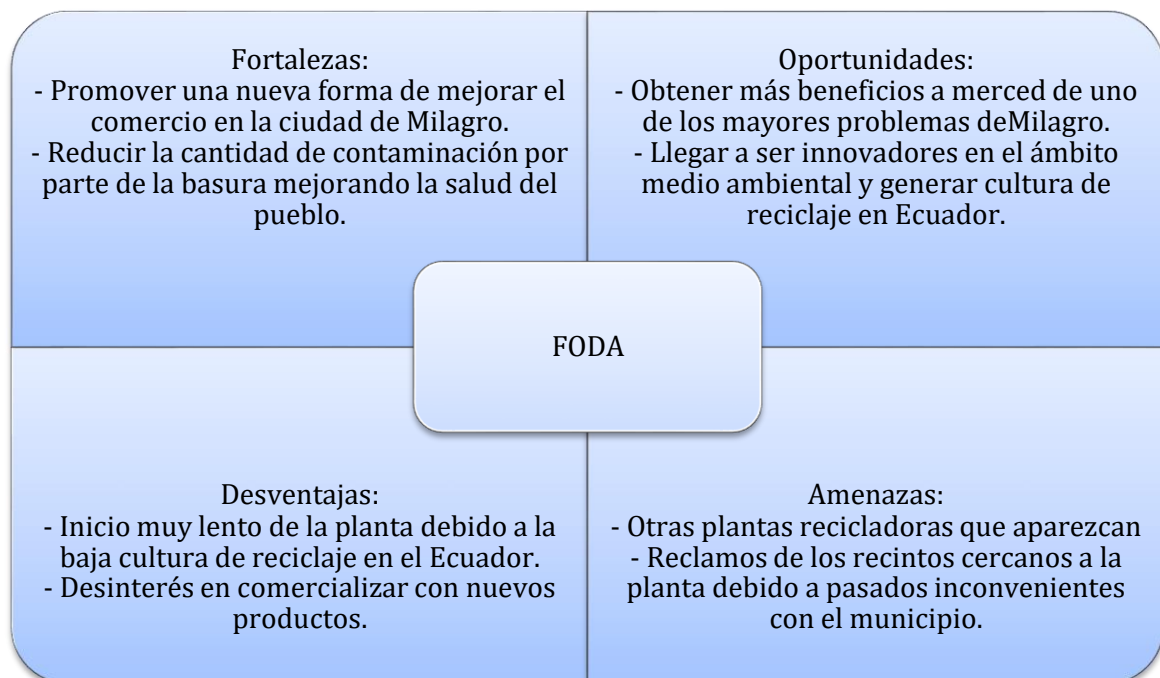 Fortalezas:
- Promover una nueva forma de mejorar el
comercio en la ciudad de Milagro.
- Reducir la cantidad de contaminación por
parte de la basura mejorando la salud del
pueblo.
Oportunidades:
- Obtener más beneficios a merced de uno
de los mayores problemas deMilagro.
- Llegar a ser innovadores en el ámbito
medio ambiental y generar cultura de
reciclaje en Ecuador.
FODA
Desventajas:
- Inicio muy lento de la planta debido a la
baja cultura de reciclaje en el Ecuador.
- Desinterés en comercializar con nuevos
productos.
Amenazas:
- Otras plantas recicladoras que aparezcan
- Reclamos de los recintos cercanos a la
planta debido a pasados inconvenientes
con el municipio.